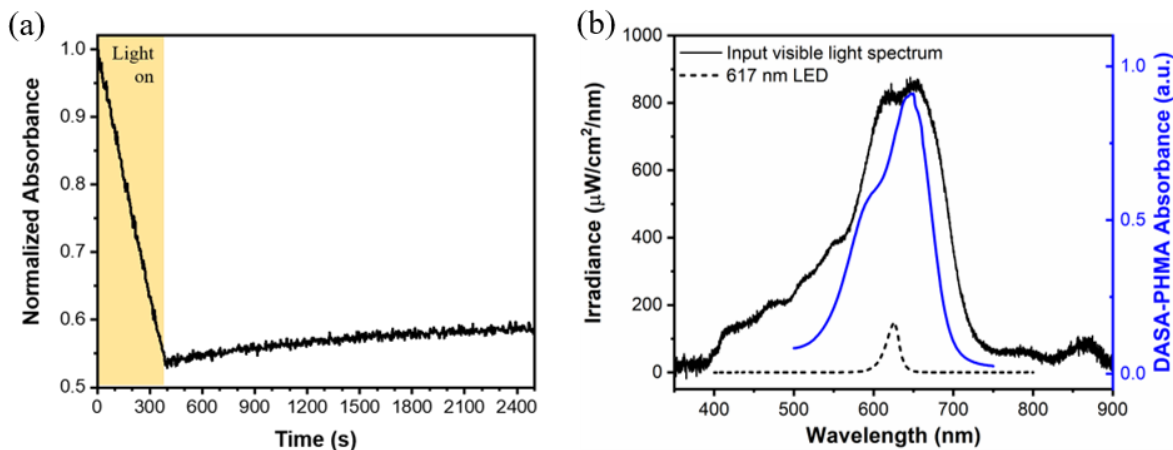 (a)
Normalized Absorbance
1.0
0.9
0.8
0.7
0.6
0.5
Light
on
0 300 600 900 1200 1500 1800 2100 2400
Time (s)
(b)
Irradiance (μW/cm²/nm)
1000
800
600
400
200
0
Input visible light spectrum
617 nm LED
400 500 600 700 800 900
Wavelength (nm)
1.0
0.5
0.0
DASA-PHMA Absorbance (a.u.)